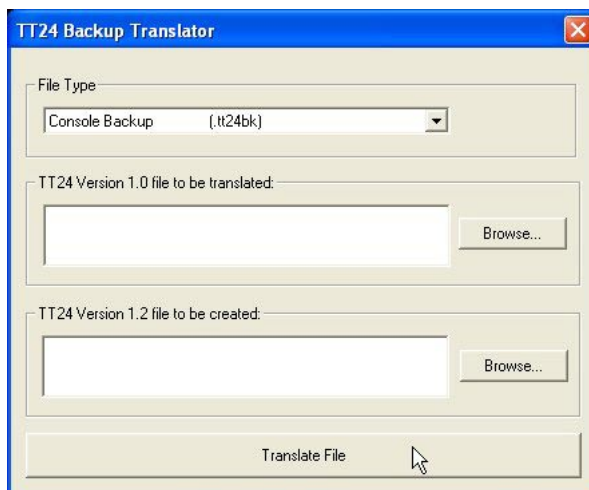 TT24 Backup Translator
File Type
Console Backup (.tt24bk)
TT24 Version 1.0 file to be translated:
Browse...
TT24 Version 1.2 file to be created:
Browse...
Translate File